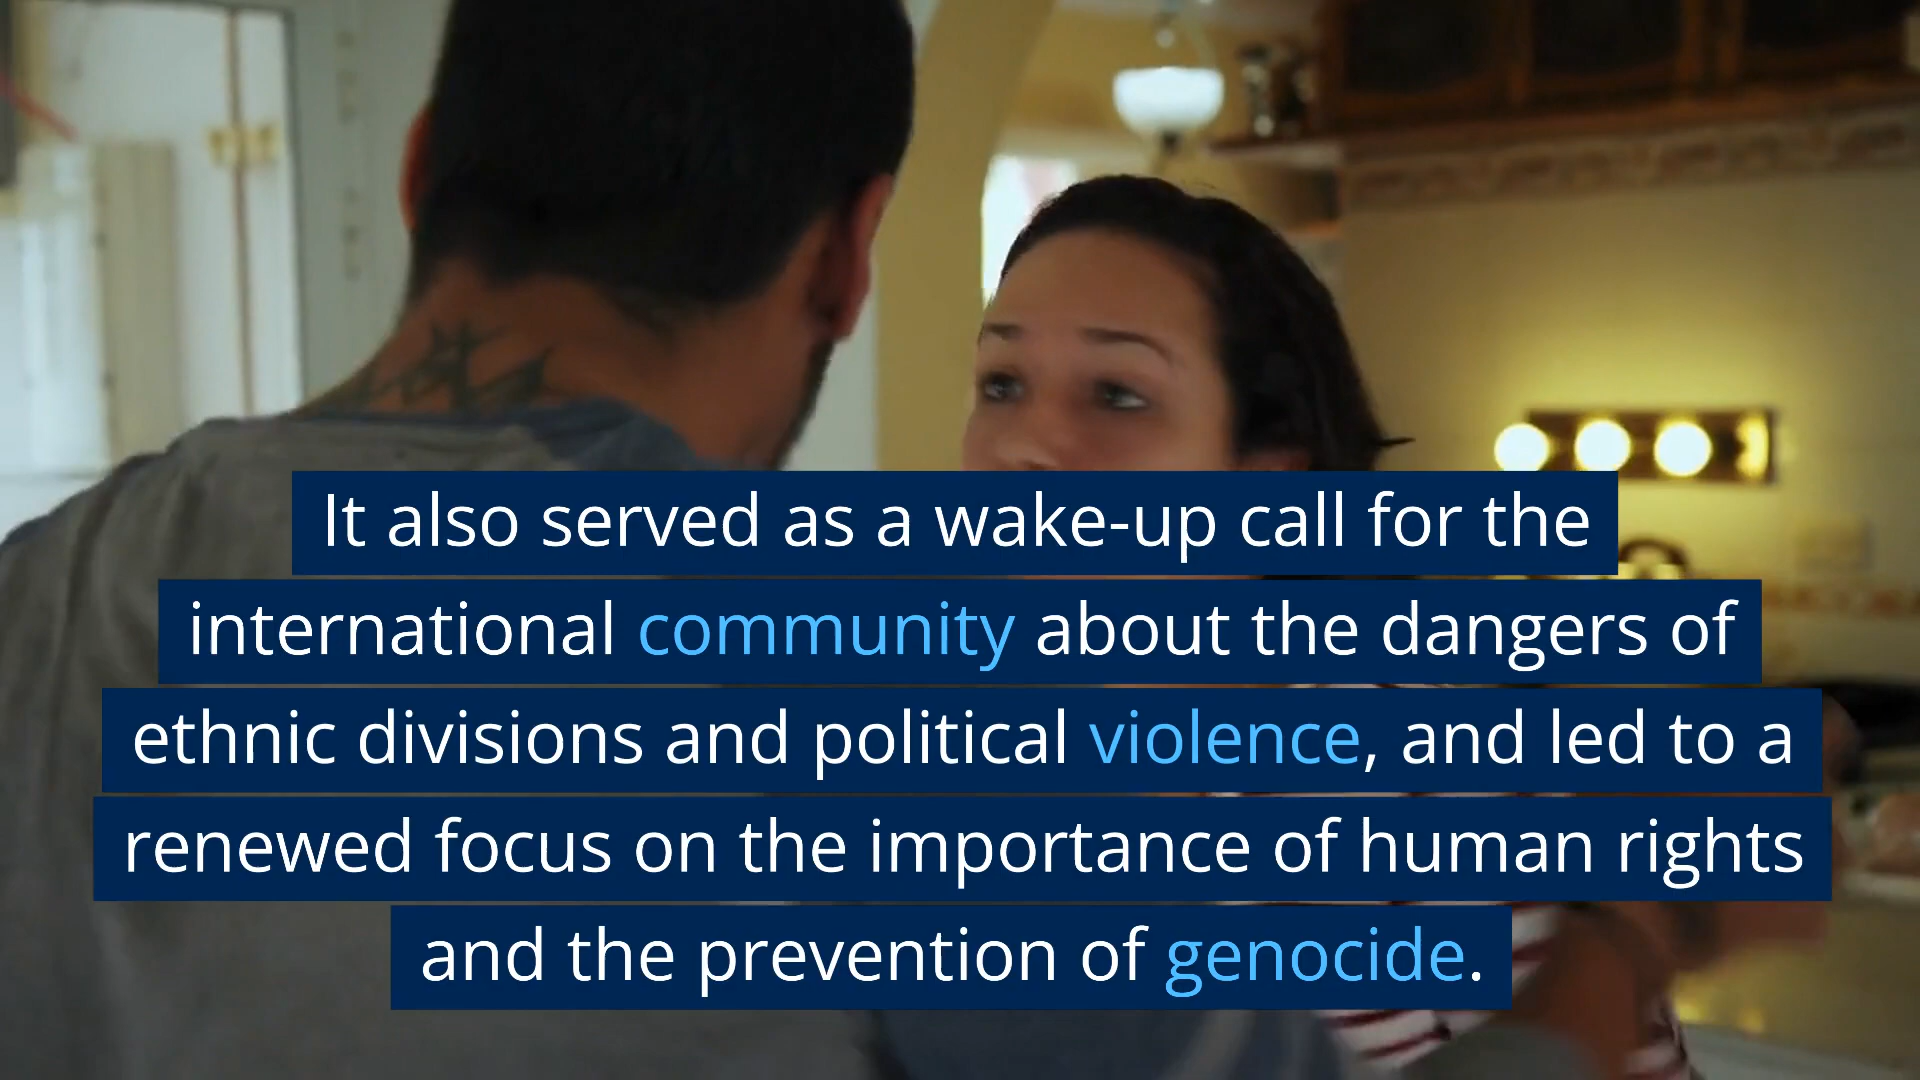 It also served as a wake-up call for the
international community about the dangers of
ethnic divisions and political violence, and led to a
renewed focus on the importance of human rights
and the prevention of genocide.